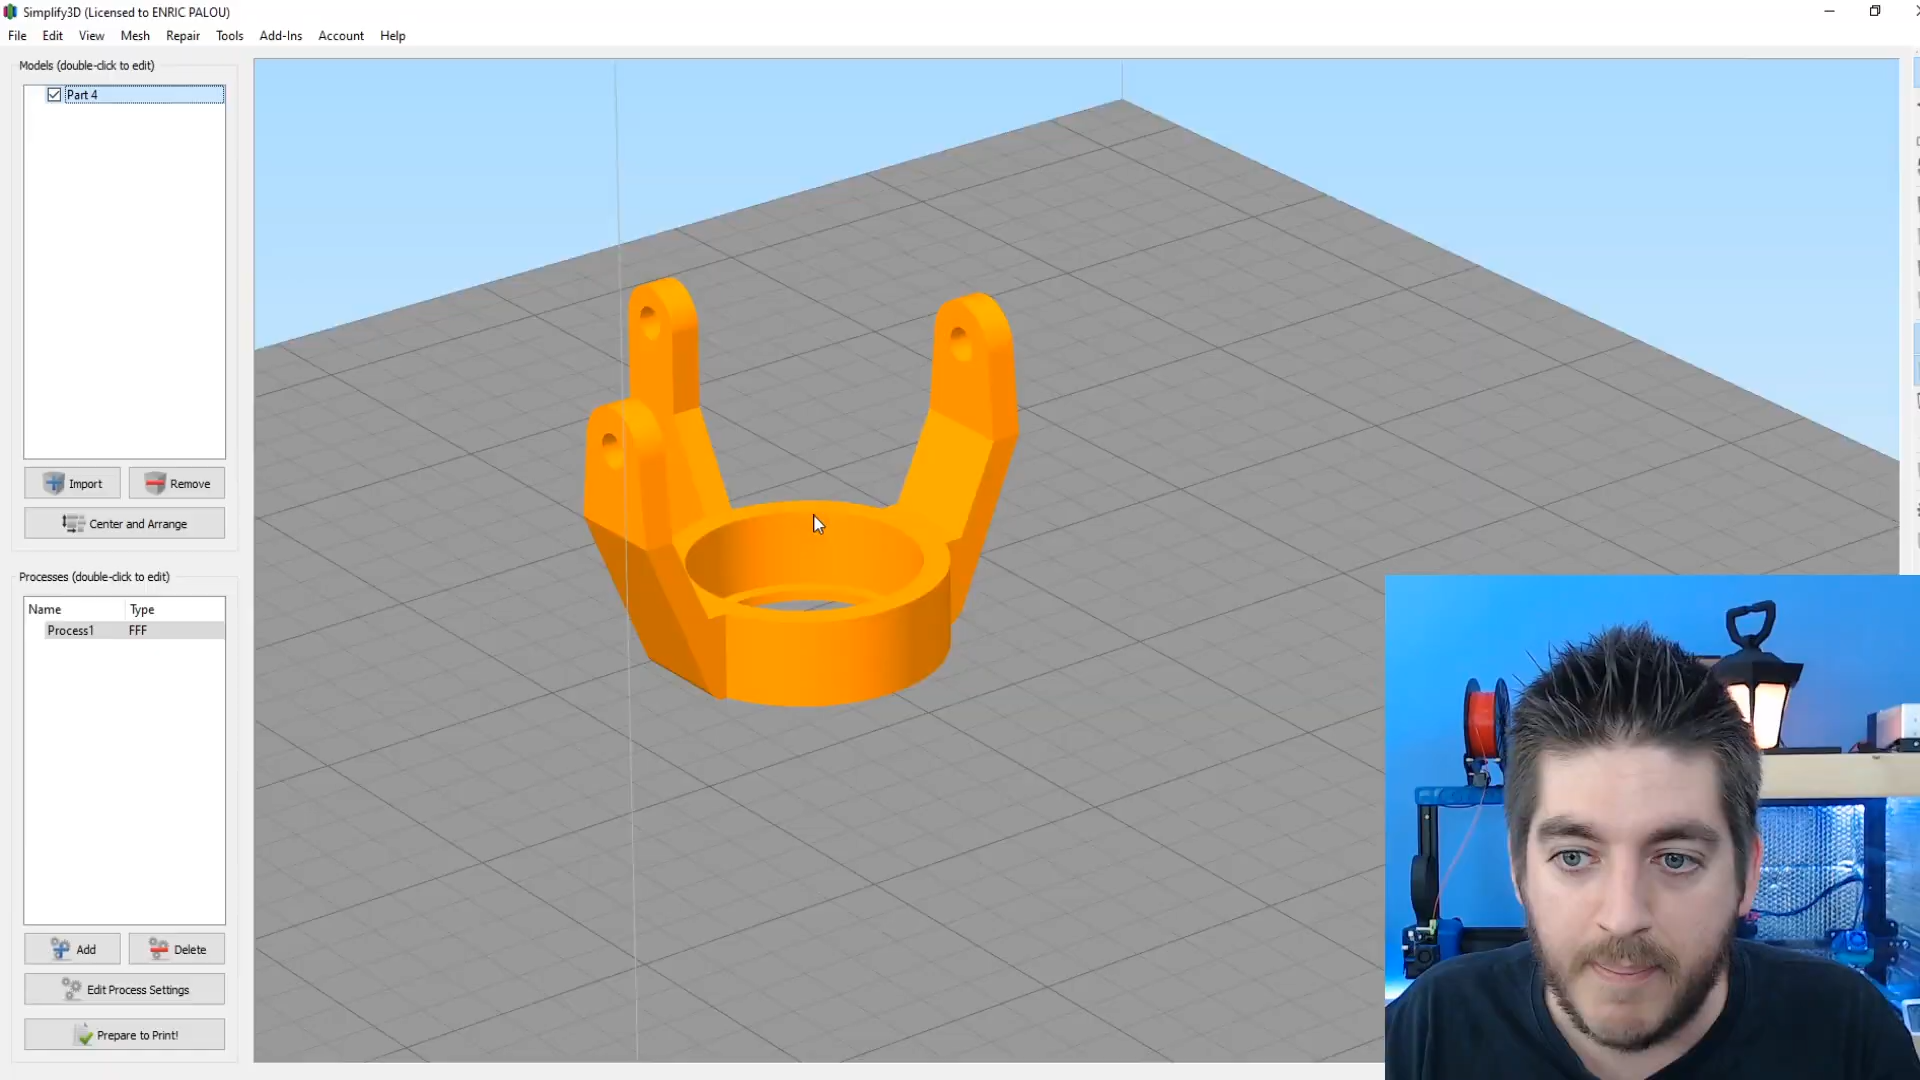 Simplify3D (Licensed to ENRIC PALOU)
File Edit View Mesh Repair Tools Add-Ins Account Help
Models (double-click to edit)
Part 4
Import Remove
Center and Arrange
Processes (double-click to edit)
Name Type
Process1 FFF
Add Delete
Edit Process Settings
Prepare to Print!